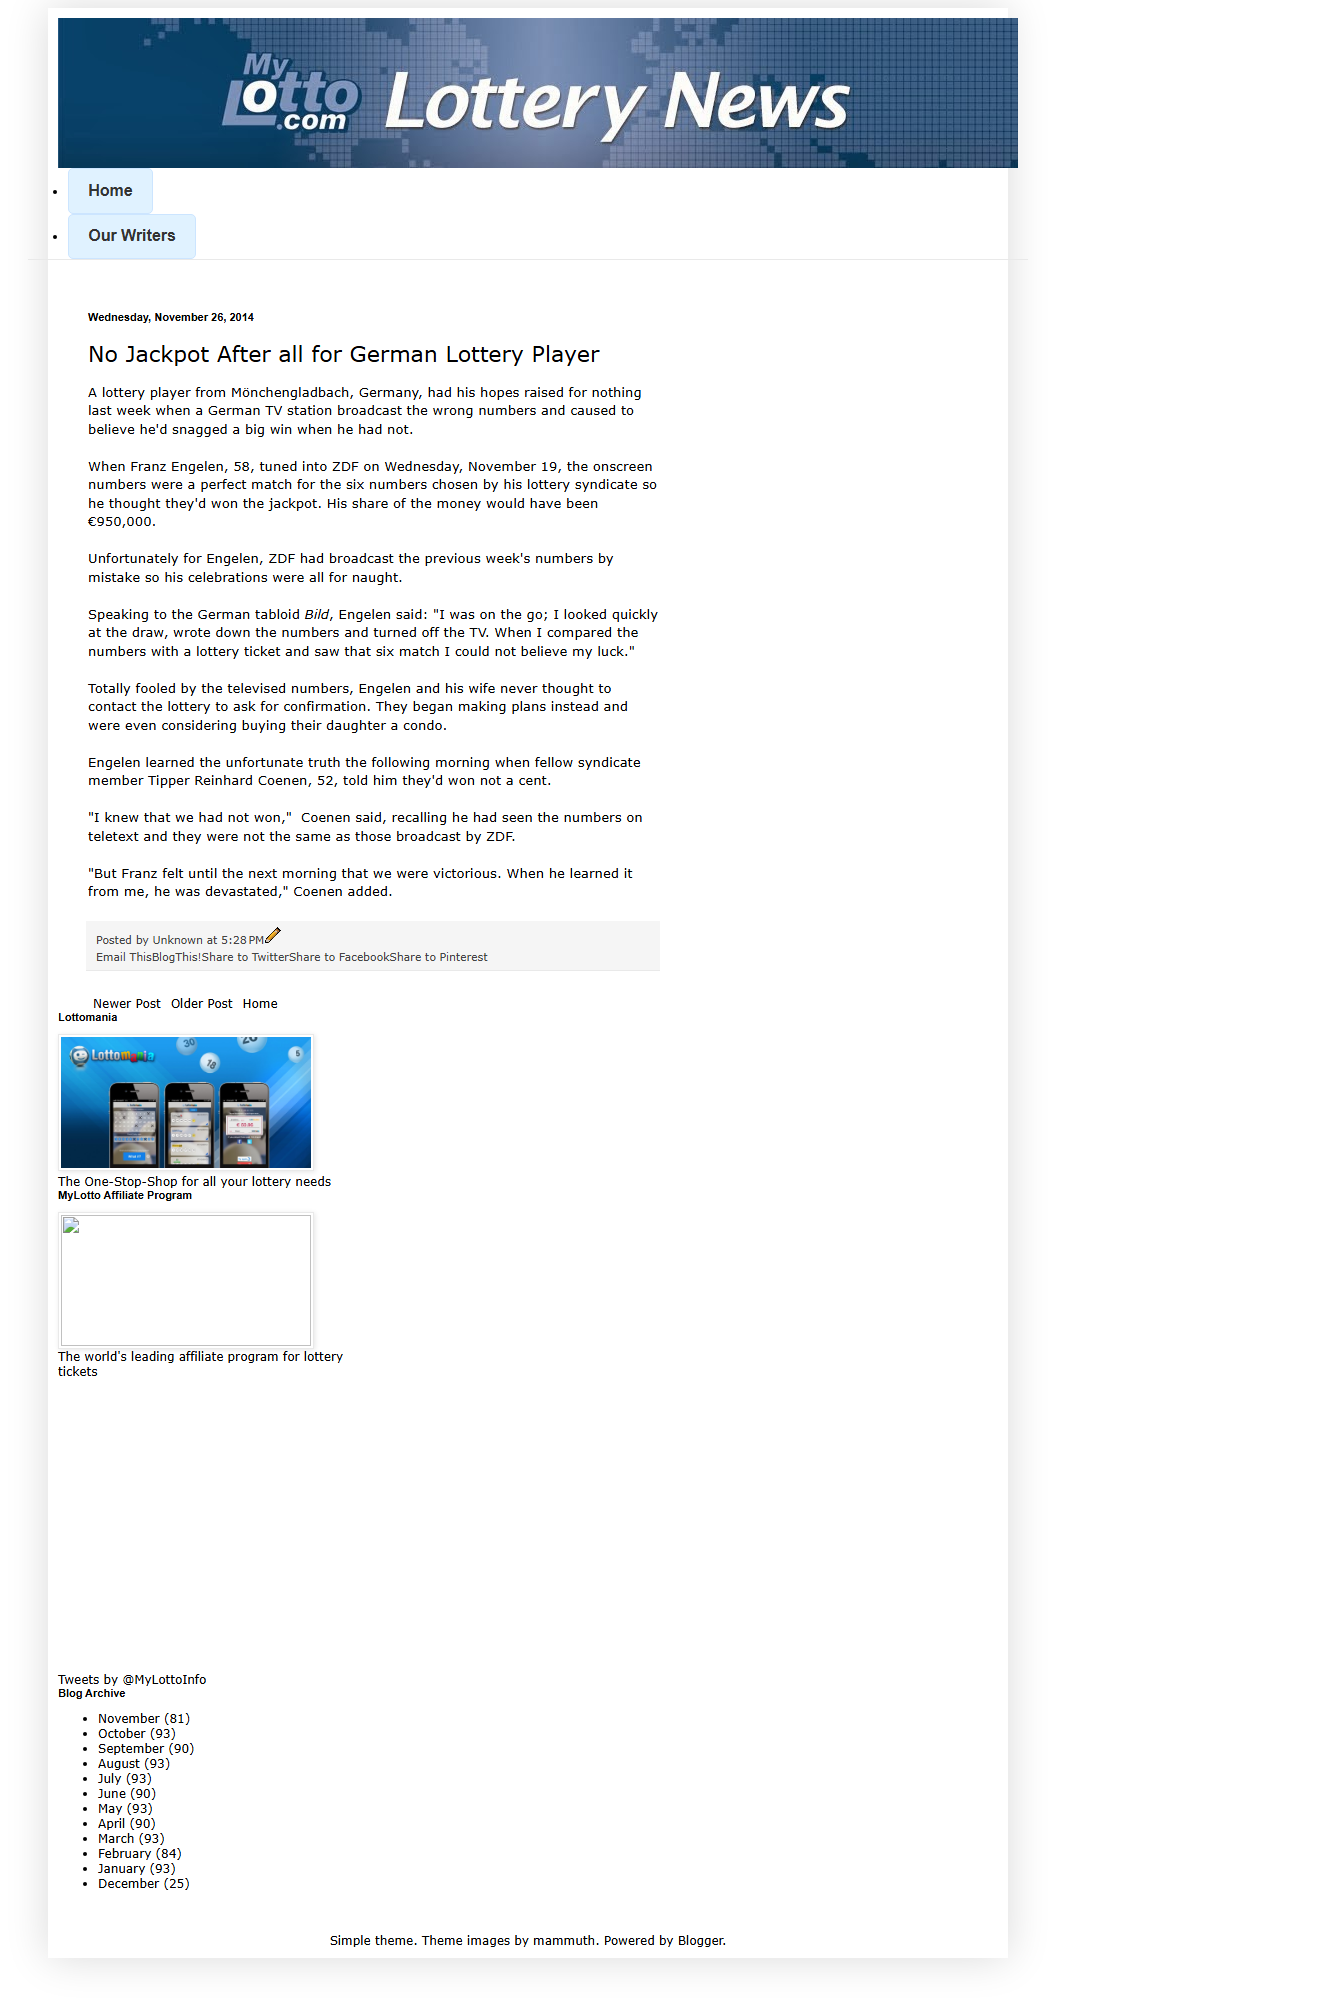 My
Lotto
.com
Lottery News
Home
Our Writers
Wednesday, November 26, 2014
No Jackpot After all for German Lottery Player
A lottery player from Mönchengladbach, Germany, had his hopes raised for nothing
last week when a German TV station broadcast the wrong numbers and caused to
believe he'd snagged a big win when he had not.
When Franz Engelen, 58, tuned into ZDF on Wednesday, November 19, the onscreen
numbers were a perfect match for the six numbers chosen by his lottery syndicate so
he thought they'd won the jackpot. His share of the money would have been
€950,000.
Unfortunately for Engelen, ZDF had broadcast the previous week's numbers by
mistake so his celebrations were all for naught.
Speaking to the German tabloid Bild, Engelen said: "I was on the go; I looked quickly
at the draw, wrote down the numbers and turned off the TV. When I compared the
numbers with a lottery ticket and saw that six match I could not believe my luck."
Totally fooled by the televised numbers, Engelen and his wife never thought to
contact the lottery to ask for confirmation. They began making plans instead and
were even considering buying their daughter a condo.
Engelen learned the unfortunate truth the following morning when fellow syndicate
member Tipper Reinhard Coenen, 52, told him they'd won not a cent.
"I knew that we had not won,"  Coenen said, recalling he had seen the numbers on
teletext and they were not the same as those broadcast by ZDF.
"But Franz felt until the next morning that we were victorious. When he learned it
from me, he was devastated," Coenen added.
Posted by Unknown at 5:28 PM
Email ThisBlogThis!Share to TwitterShare to FacebookShare to Pinterest
Newer Post Older Post Home
Lottomania
30
18
5
Lottomania
The One-Stop-Shop for all your lottery needs
MyLotto Affiliate Program
The world's leading affiliate program for lottery
tickets
Tweets by @MyLottoInfo
Blog Archive
November (81)
October (93)
September (90)
August (93)
July (93)
June (90)
May (93)
April (90)
March (93)
February (84)
January (93)
December (25)
Simple theme. Theme images by mammuth. Powered by Blogger.